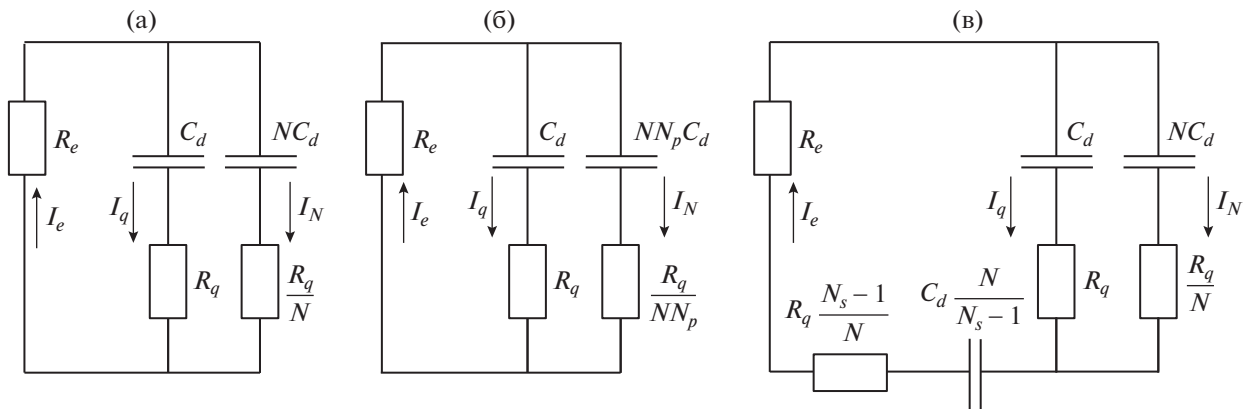 (а)
R_e
C_d
NC_d
I_e
I_q
I_N
R_q
R_q/N
(б)
R_e
C_d
NN_pC_d
I_e
I_q
I_N
R_q
R_q/NN_p
(в)
R_e
C_d
NC_d
I_e
I_q
I_N
R_q (N_s − 1)/N
C_d N/(N_s − 1)
R_q
R_q/N